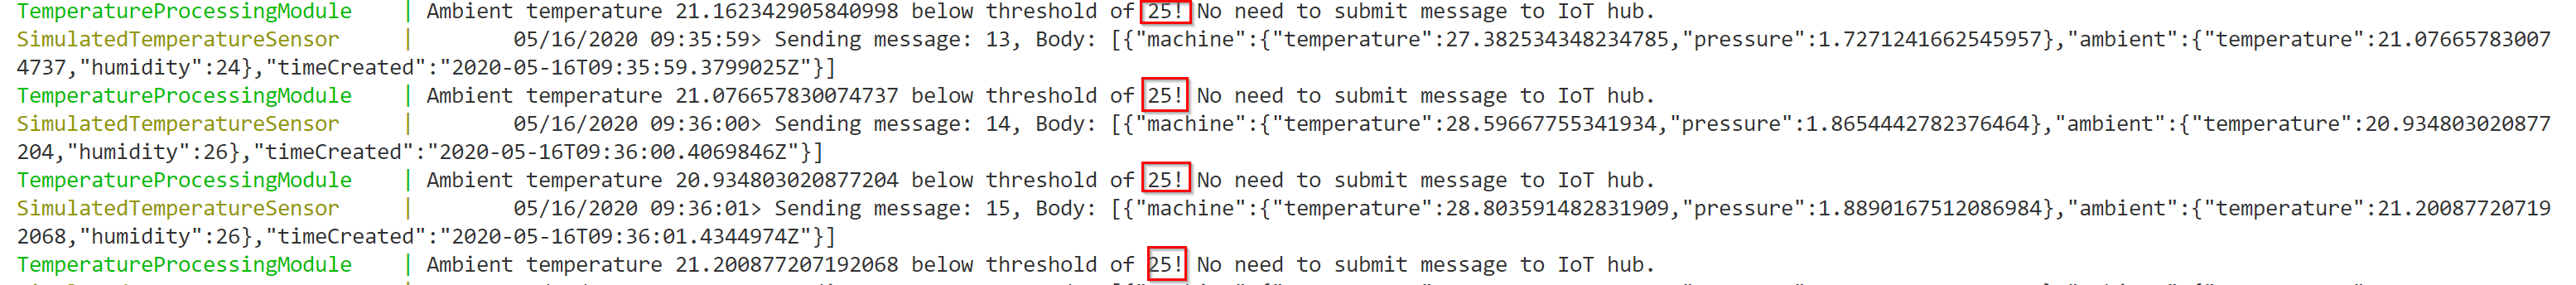 TemperatureProcessingModule    | Ambient temperature 21.162342905840998 below threshold of 25! No need to submit message to IoT hub.
SimulatedTemperatureSensor     |        05/16/2020 09:35:59> Sending message: 13, Body: [{"machine":{"temperature":27.382534348234785,"pressure":1.7271241662545957},"ambient":{"temperature":21.07665783007
4737,"humidity":24},"timeCreated":"2020-05-16T09:35:59.3799025Z"}]
TemperatureProcessingModule    | Ambient temperature 21.076657830074737 below threshold of 25! No need to submit message to IoT hub.
SimulatedTemperatureSensor     |        05/16/2020 09:36:00> Sending message: 14, Body: [{"machine":{"temperature":28.59667755341934,"pressure":1.8654442782376464},"ambient":{"temperature":20.934803020877
204,"humidity":26},"timeCreated":"2020-05-16T09:36:00.4069846Z"}]
TemperatureProcessingModule    | Ambient temperature 20.934803020877204 below threshold of 25! No need to submit message to IoT hub.
SimulatedTemperatureSensor     |        05/16/2020 09:36:01> Sending message: 15, Body: [{"machine":{"temperature":28.803591482831909,"pressure":1.8890167512086984},"ambient":{"temperature":21.20087720719
2068,"humidity":26},"timeCreated":"2020-05-16T09:36:01.4344974Z"}]
TemperatureProcessingModule    | Ambient temperature 21.200877207192068 below threshold of 25! No need to submit message to IoT hub.